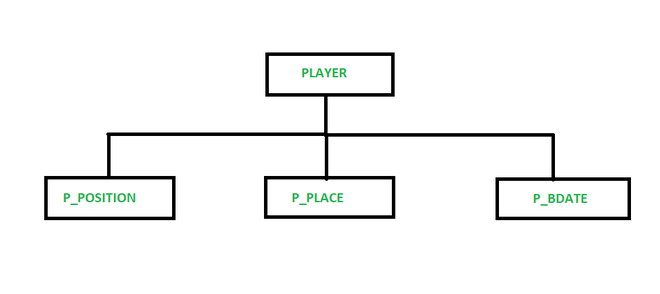 PLAYER
P_POSITION
P_PLACE
P_BDATE